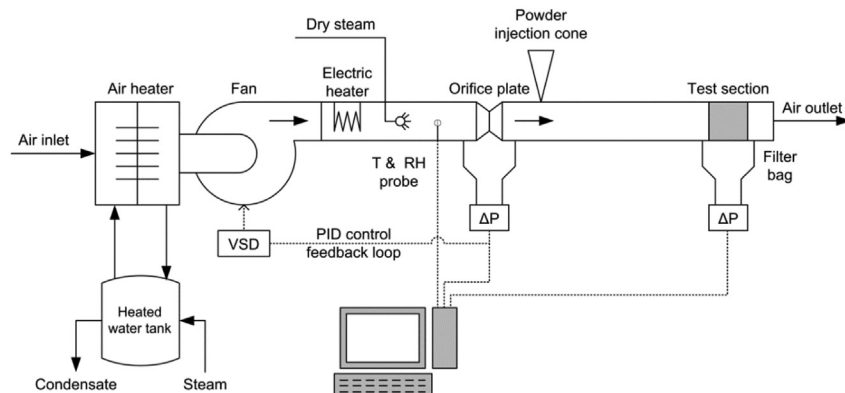 Dry steam
Powder
injection cone
Air heater
Fan
Electric
heater
Orifice plate
Test section
Air outlet
Air inlet
T & RH
probe
Filter
bag
ΔP
ΔP
VSD
PID control
feedback loop
Heated
water tank
Condensate
Steam